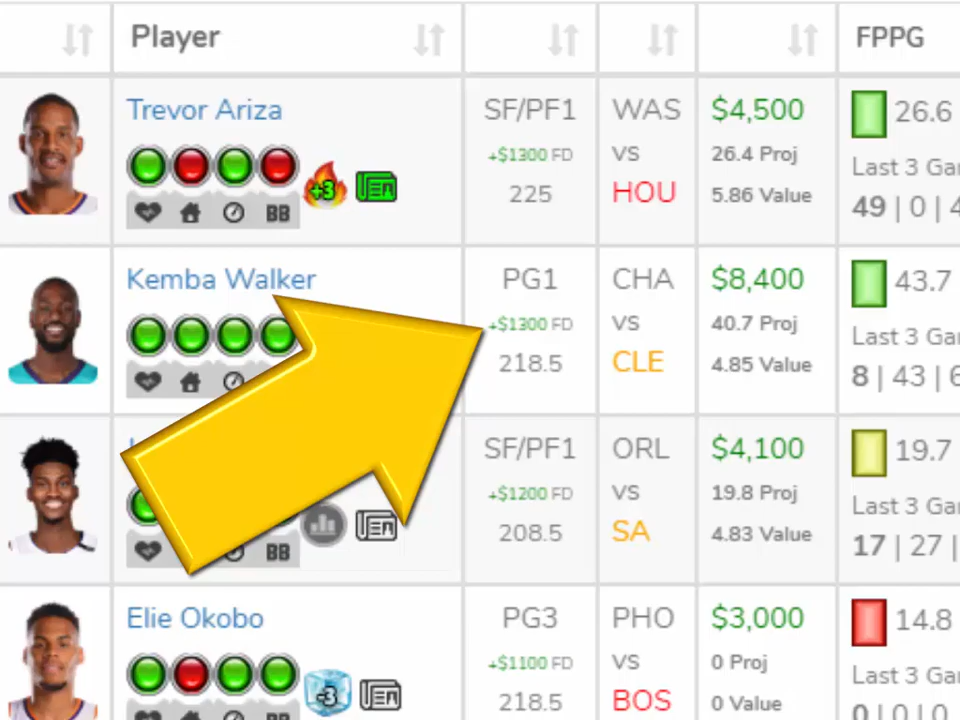 Player
FPPG
Trevor Ariza
SF/PF1
WAS
$4,500
26.6
+$1300 FD
VS
26.4 Proj
Last 3 Ga
+3
225
HOU
5.86 Value
49 | 0 | 4
BB
Kemba Walker
PG1
CHA
$8,400
43.7
+$1300 FD
VS
40.7 Proj
Last 3 Ga
218.5
CLE
4.85 Value
8 | 43 | 6
SF/PF1
ORL
$4,100
19.7
+$1200 FD
VS
19.8 Proj
Last 3 Ga
208.5
SA
4.83 Value
17 | 27 |
BB
Elie Okobo
PG3
PHO
$3,000
14.8
+$1100 FD
VS
0 Proj
Last 3 Ga
-3
218.5
BOS
0 Value
0 | 0 | 0